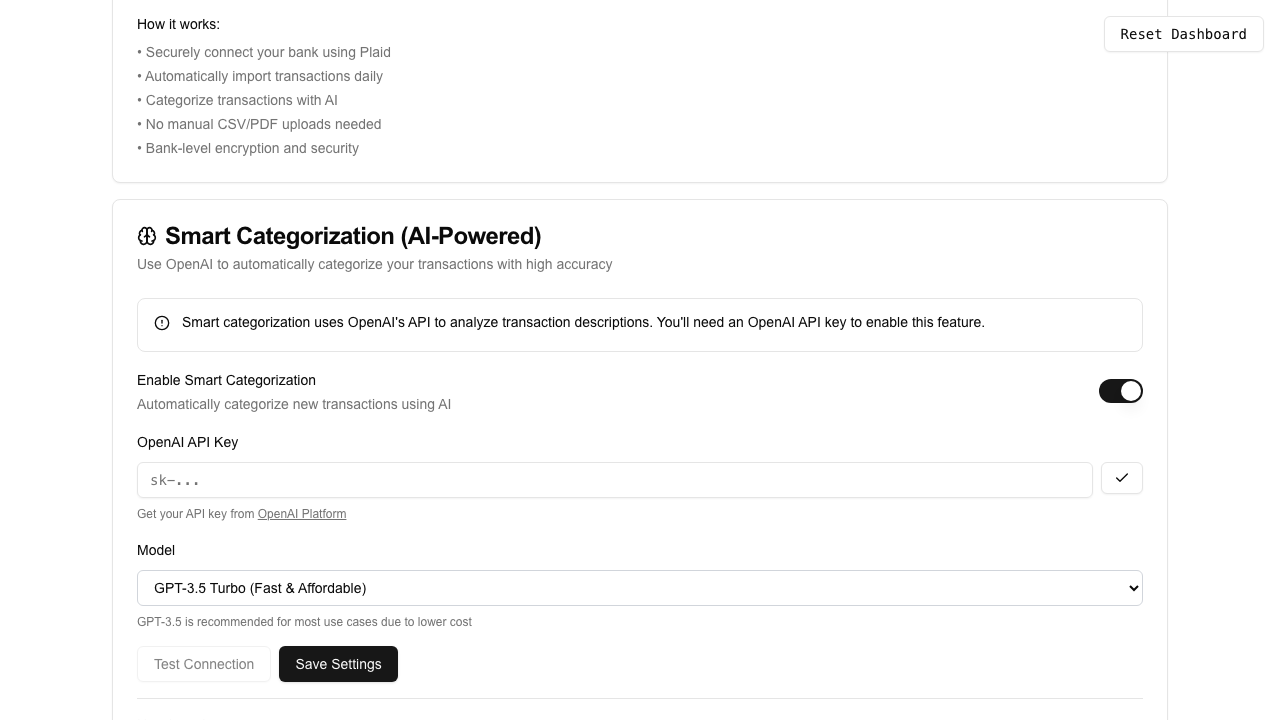 How it works:
Reset Dashboard
• Securely connect your bank using Plaid
• Automatically import transactions daily
• Categorize transactions with AI
• No manual CSV/PDF uploads needed
• Bank-level encryption and security
Smart Categorization (AI-Powered)
Use OpenAI to automatically categorize your transactions with high accuracy
Smart categorization uses OpenAI's API to analyze transaction descriptions. You'll need an OpenAI API key to enable this feature.
Enable Smart Categorization
Automatically categorize new transactions using AI
OpenAI API Key
sk-...
Get your API key from OpenAI Platform
Model
GPT-3.5 Turbo (Fast & Affordable)
GPT-3.5 is recommended for most use cases due to lower cost
Test Connection
Save Settings